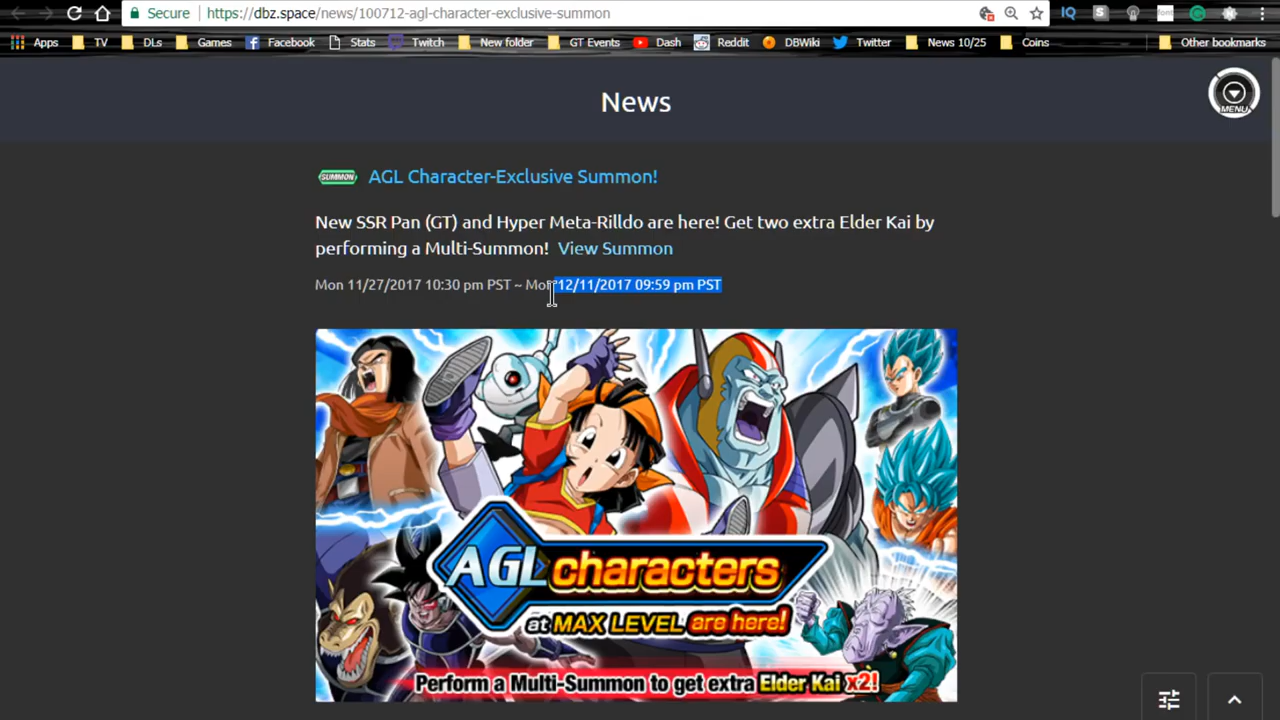 Secure https://dbz.space/news/100712-agl-character-exclusive-summon IQ S font
Apps TV DLs Games Facebook Stats Twitch New folder GT Events Dash Reddit DBWiki Twitter News 10/25 Coins Other bookmarks
News
MENU
SUMMON AGL Character-Exclusive Summon!
New SSR Pan (GT) and Hyper Meta-Rilldo are here! Get two extra Elder Kai by
performing a Multi-Summon! View Summon
Mon 11/27/2017 10:30 pm PST ~ Mon 12/11/2017 09:59 pm PST
AGL characters
at MAX LEVEL are here!
Perform a Multi-Summon to get extra Elder Kai x2!